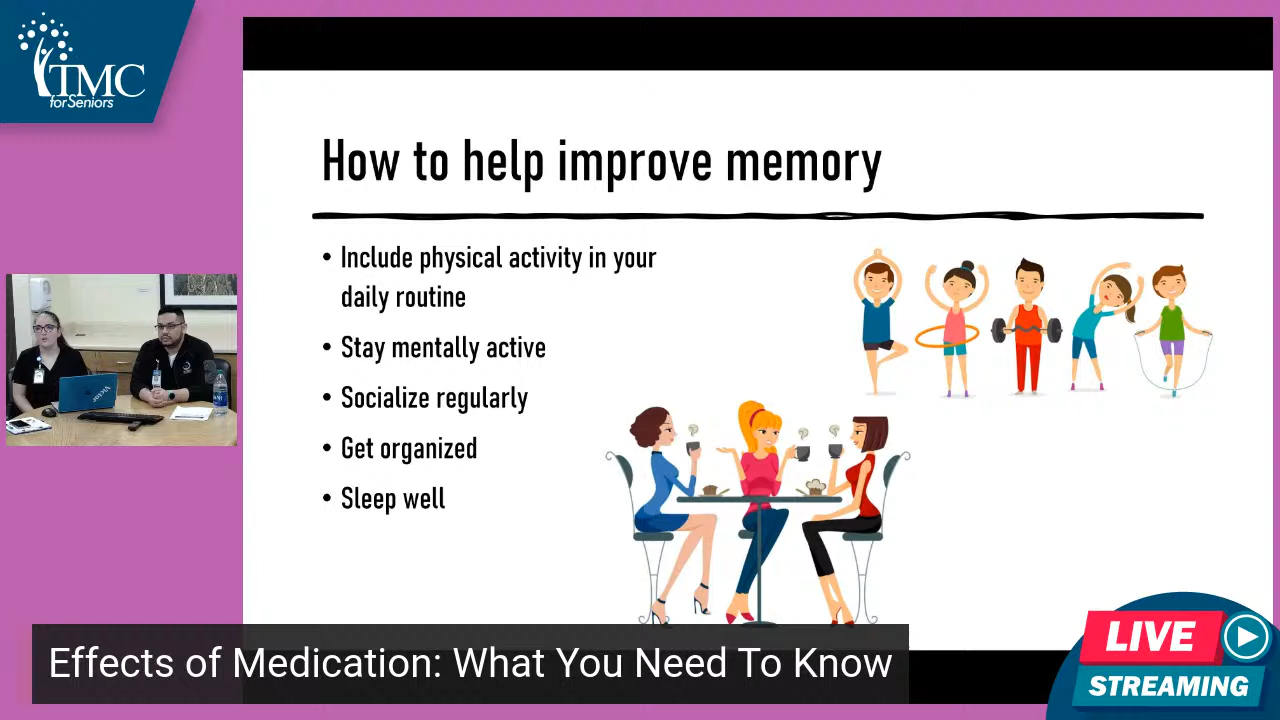 TMC
for Seniors
How to help improve memory
• Include physical activity in your
daily routine
• Stay mentally active
• Socialize regularly
• Get organized
• Sleep well
Effects of Medication: What You Need To Know
LIVE
STREAMING